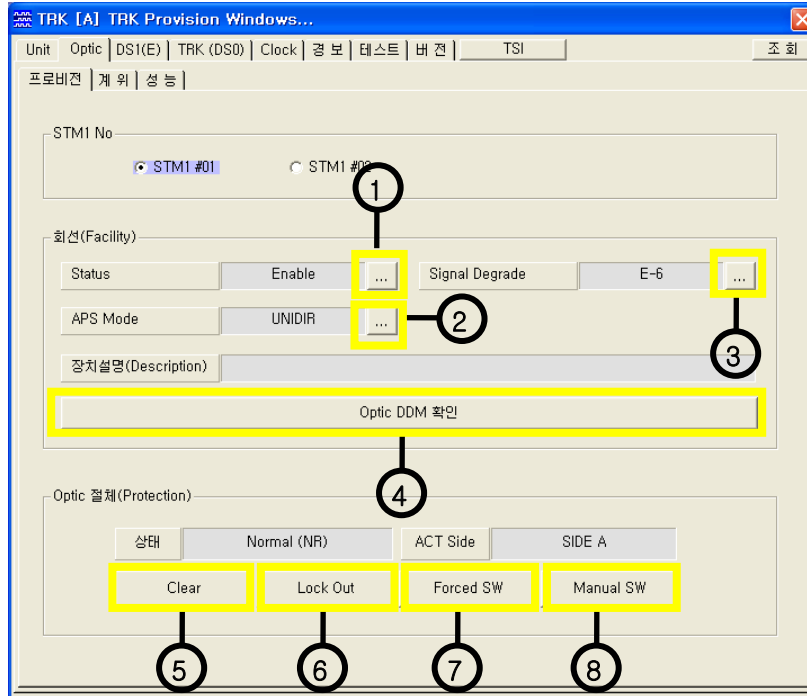 TRK [A] TRK Provision Windows...
Unit Optic DS1(E) TRK (DS0) Clock 경 보 테스트 버 전 TSI 조 회
프로비전 계 위 성 능
STM1 No
STM1 #01 STM1 #02
1
회선(Facility)
Status Enable ... Signal Degrade E-6 ...
APS Mode UNIDIR ... 2
3
장치설명(Description)
Optic DDM 확인
4
Optic 절체(Protection)
상태 Normal (NR) ACT Side SIDE A
Clear Lock Out Forced SW Manual SW
5 6 7 8